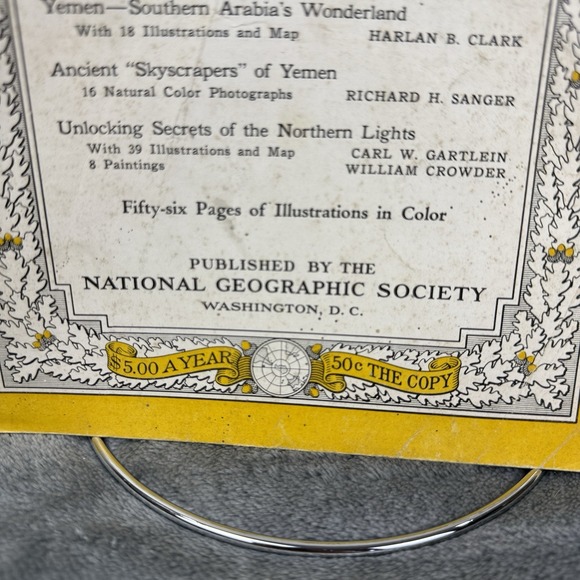 Yemen—Southern Arabia's Wonderland
With 18 Illustrations and Map HARLAN B. CLARK
Ancient "Skyscrapers" of Yemen
16 Natural Color Photographs RICHARD H. SANGER
Unlocking Secrets of the Northern Lights
With 39 Illustrations and Map CARL W. GARTLEIN
8 Paintings WILLIAM CROWDER
Fifty-six Pages of Illustrations in Color
PUBLISHED BY THE
NATIONAL GEOGRAPHIC SOCIETY
WASHINGTON, D. C.
$5.00 A YEAR 50c THE COPY